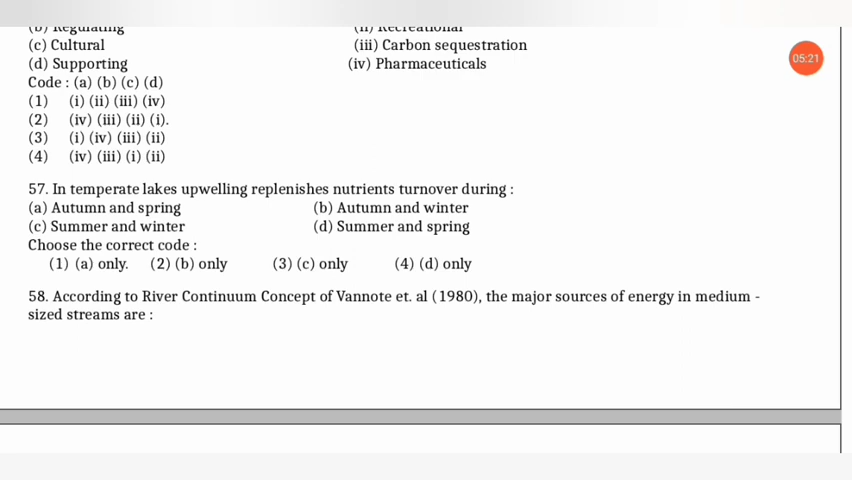 (b) Regulating (ii) Recreational
(c) Cultural (iii) Carbon sequestration
(d) Supporting (iv) Pharmaceuticals
Code : (a) (b) (c) (d)
(1) (i) (ii) (iii) (iv)
(2) (iv) (iii) (ii) (i).
(3) (i) (iv) (iii) (ii)
(4) (iv) (iii) (i) (ii)
57. In temperate lakes upwelling replenishes nutrients turnover during :
(a) Autumn and spring (b) Autumn and winter
(c) Summer and winter (d) Summer and spring
Choose the correct code :
(1) (a) only. (2) (b) only (3) (c) only (4) (d) only
58. According to River Continuum Concept of Vannote et. al (1980), the major sources of energy in medium -
sized streams are :
05:21